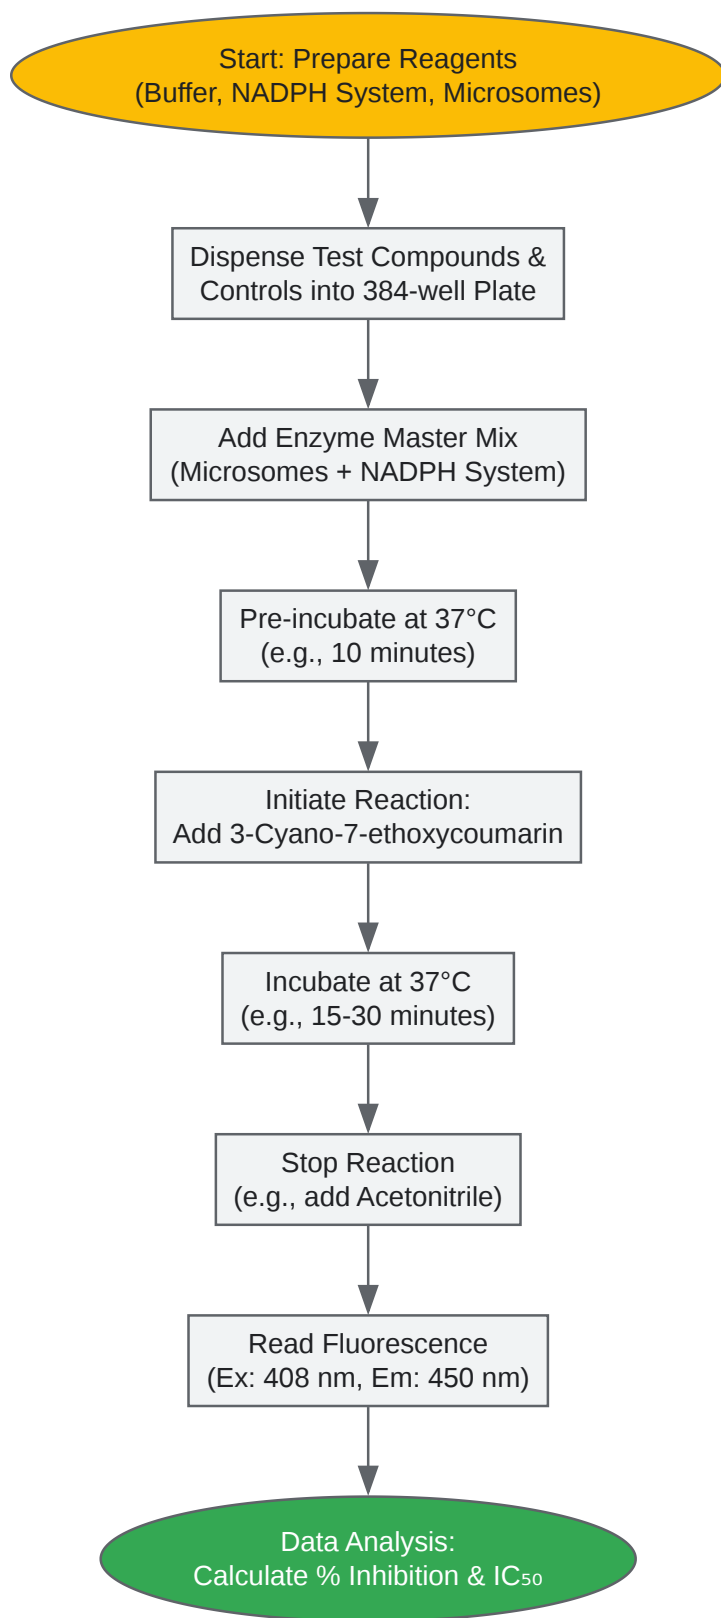 Start: Prepare Reagents
(Buffer, NADPH System, Microsomes)
Dispense Test Compounds &
Controls into 384-well Plate
Add Enzyme Master Mix
(Microsomes + NADPH System)
Pre-incubate at 37°C
(e.g., 10 minutes)
Initiate Reaction:
Add 3-Cyano-7-ethoxycoumarin
Incubate at 37°C
(e.g., 15-30 minutes)
Stop Reaction
(e.g., add Acetonitrile)
Read Fluorescence
(Ex: 408 nm, Em: 450 nm)
Data Analysis:
Calculate % Inhibition & IC₅₀